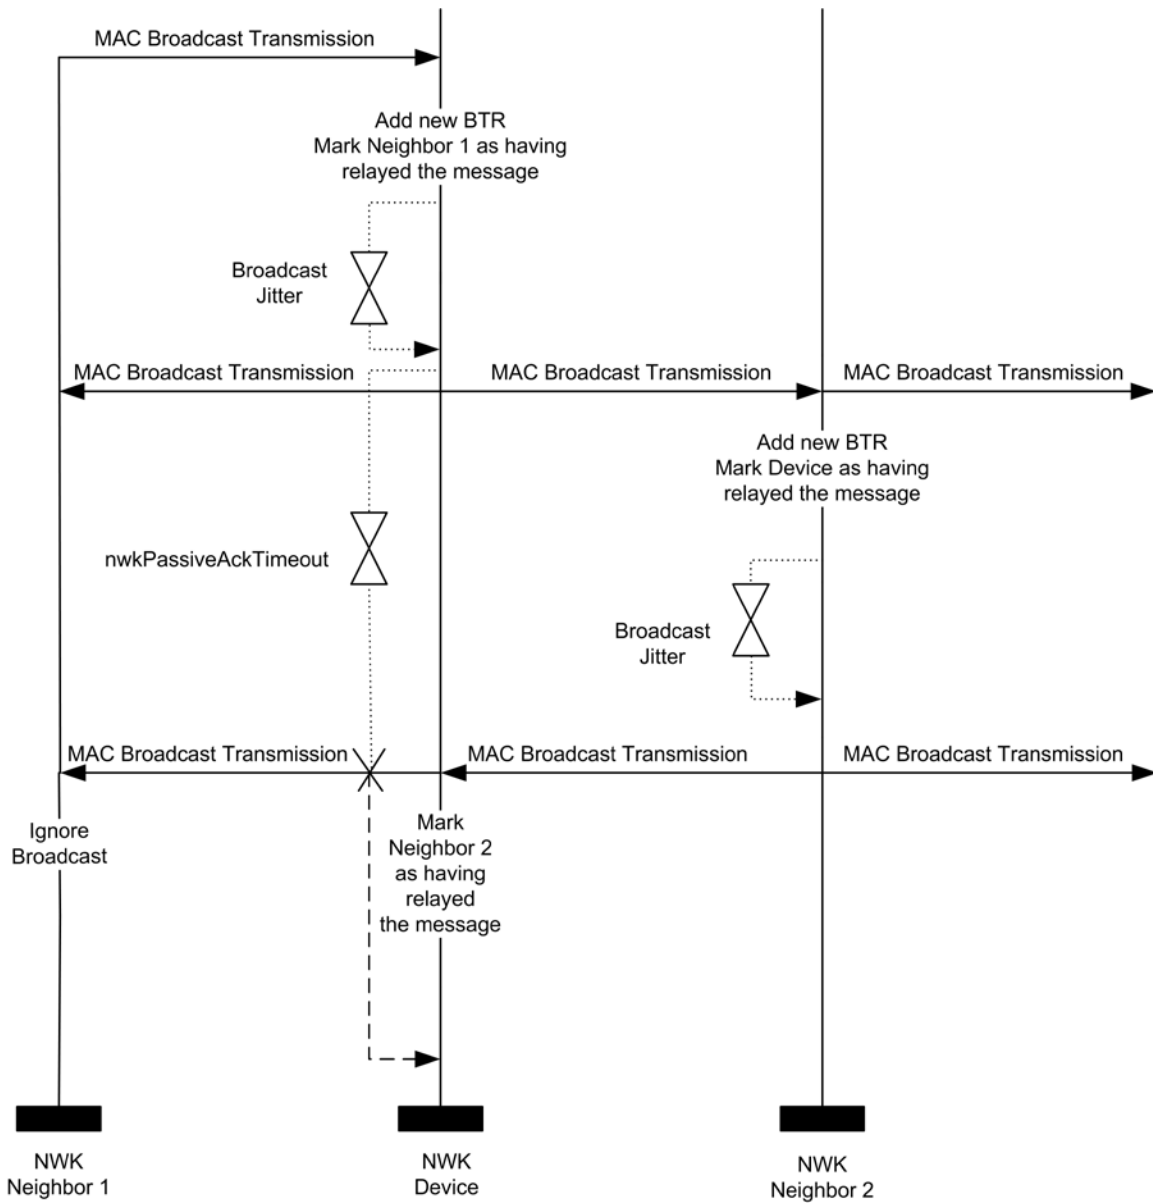 MAC Broadcast Transmission
Add new BTR
Mark Neighbor 1 as having
relayed the message
Broadcast
Jitter
MAC Broadcast Transmission
MAC Broadcast Transmission
MAC Broadcast Transmission
Add new BTR
Mark Device as having
relayed the message
nwkPassiveAckTimeout
Broadcast
Jitter
MAC Broadcast Transmission
MAC Broadcast Transmission
MAC Broadcast Transmission
Ignore
Broadcast
Mark
Neighbor 2
as having
relayed
the message
NWK
Neighbor 1
NWK
Device
NWK
Neighbor 2